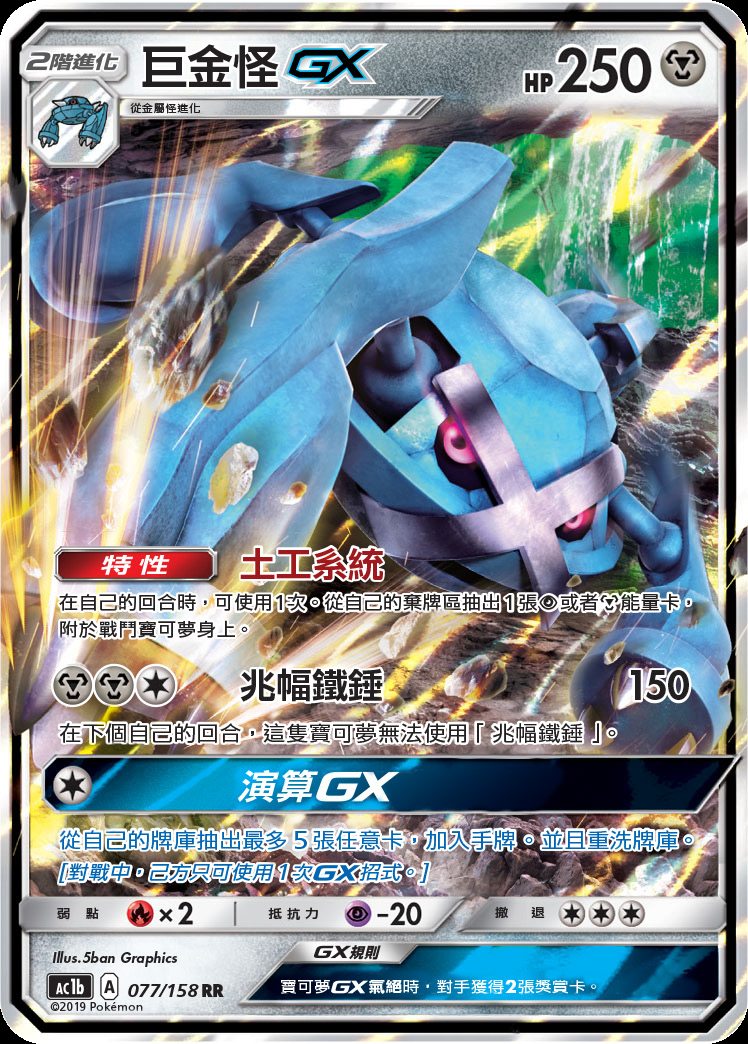 2階進化
巨金怪GX
HP250
從金屬怪進化
特性 土工系統
在自己的回合時，可使用1次。從自己的棄牌區抽出1張或者能量卡，
附於戰鬥寶可夢身上。
兆幅鐵錘 150
在下個自己的回合，這隻寶可夢無法使用「兆幅鐵錘」。
演算GX
從自己的牌庫抽出最多5張任意卡，加入手牌。並且重洗牌庫。
[對戰中，己方只可使用1次GX招式。]
弱點 ×2 抵抗力 -20 撤退
Illus.5ban Graphics
GX規則
AC1b A 077/158 RR
寶可夢GX氣絕時，對手獲得2張獎賞卡。
©2019 Pokémon